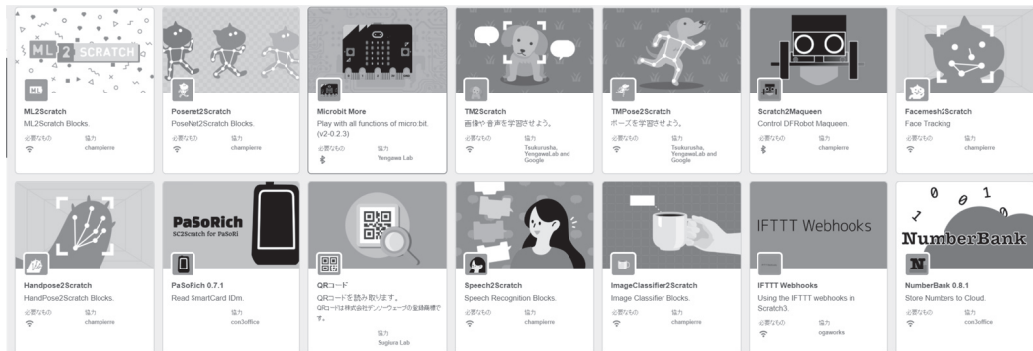 ML 2 SCRATCH
ML
ML2Scratch
ML2Scratch Blocks.
必要なもの
協力
champierre
Posenet2Scratch
PoseNet2Scratch Blocks.
必要なもの
協力
champierre
Microbit More
Play with all functions of micro:bit.
(v2-0.2.3)
必要なもの
協力
Yengawa Lab
TM2Scratch
画像や音声を学習させよう。
必要なもの
協力
Tsukurusha,
YengawaLab and
Google
TMPose2Scratch
ポーズを学習させよう。
必要なもの
協力
Tsukurusha,
YengawaLab and
Google
Scratch2Maqueen
Control DFRobot Maqueen.
必要なもの
協力
champierre
Facemesh2Scratch
Face Tracking
必要なもの
協力
champierre
Handpose2Scratch
HandPose2Scratch Blocks.
必要なもの
協力
champierre
PaSoRich
SC2Scratch for PaSoRi
PaSoRich 0.7.1
Read SmartCard IDm.
必要なもの
協力
con3office
QRコード
QRコードを読み取ります。
QRコードは株式会社デンソーウェーブの登録商標で
す。
協力
Sugiura Lab
Speech2Scratch
Speech Recognition Blocks.
必要なもの
協力
champierre
ImageClassifier2Scratch
Image Classifier Blocks.
必要なもの
協力
champierre
IFTTT Webhooks
IFTTT Webhooks
Using the IFTTT webhooks in
Scratch3.
必要なもの
協力
ogaworks
1 0 0 1 0
NumberBank
N
NumberBank 0.8.1
Store Numbers to Cloud.
必要なもの
協力
con3office